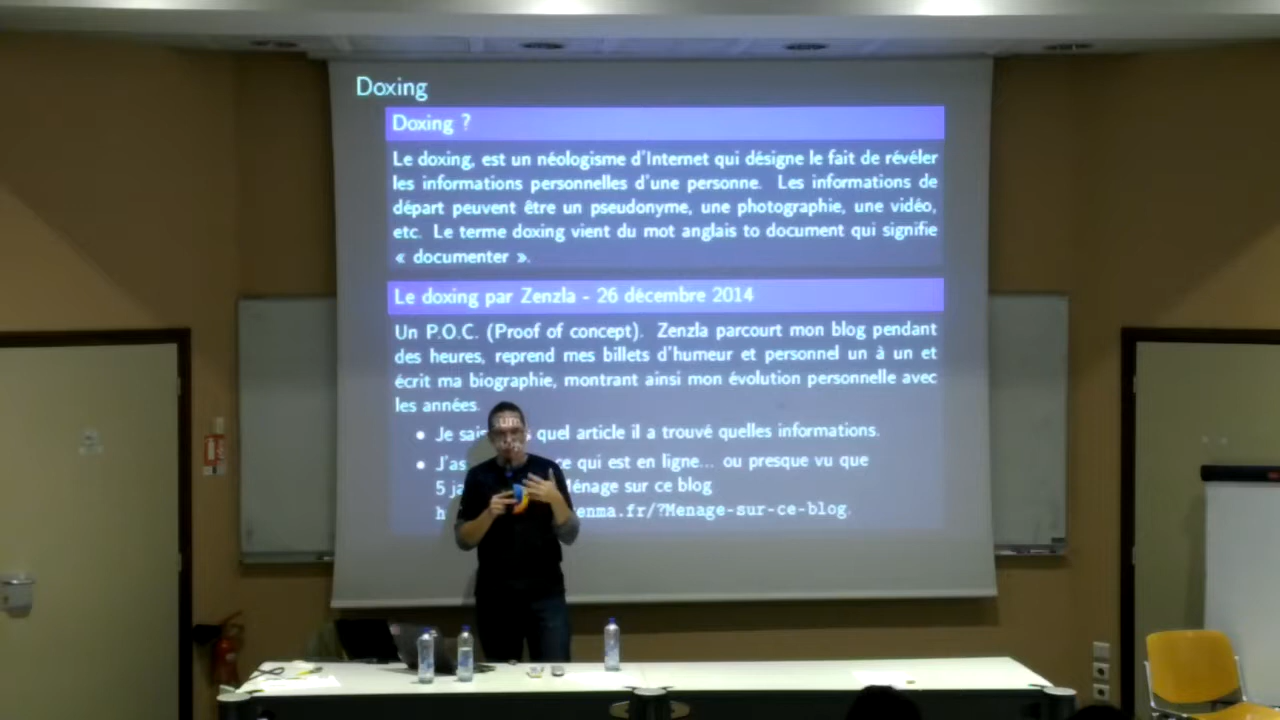 Doxing
Doxing ?
Le doxing, est un néologisme d'Internet qui désigne le fait de révéler
les informations personnelles d'une personne. Les informations de
départ peuvent être un pseudonyme, une photographie, une vidéo,
etc. Le terme doxing vient du mot anglais to document qui signifie
« documenter ».
Le doxing par Zenzla - 26 décembre 2014
Un P.O.C. (Proof of concept). Zenzla parcourt mon blog pendant
des heures, reprend mes billets d'humeur et personnel un à un et
écrit ma biographie, montrant ainsi mon évolution personnelle avec
les années.
• Je quel article il a trouvé quelles informations.
• qui est en ligne... ou presque vu que
5 Ménage sur ce blog
enma.fr/?Menage-sur-ce-blog.